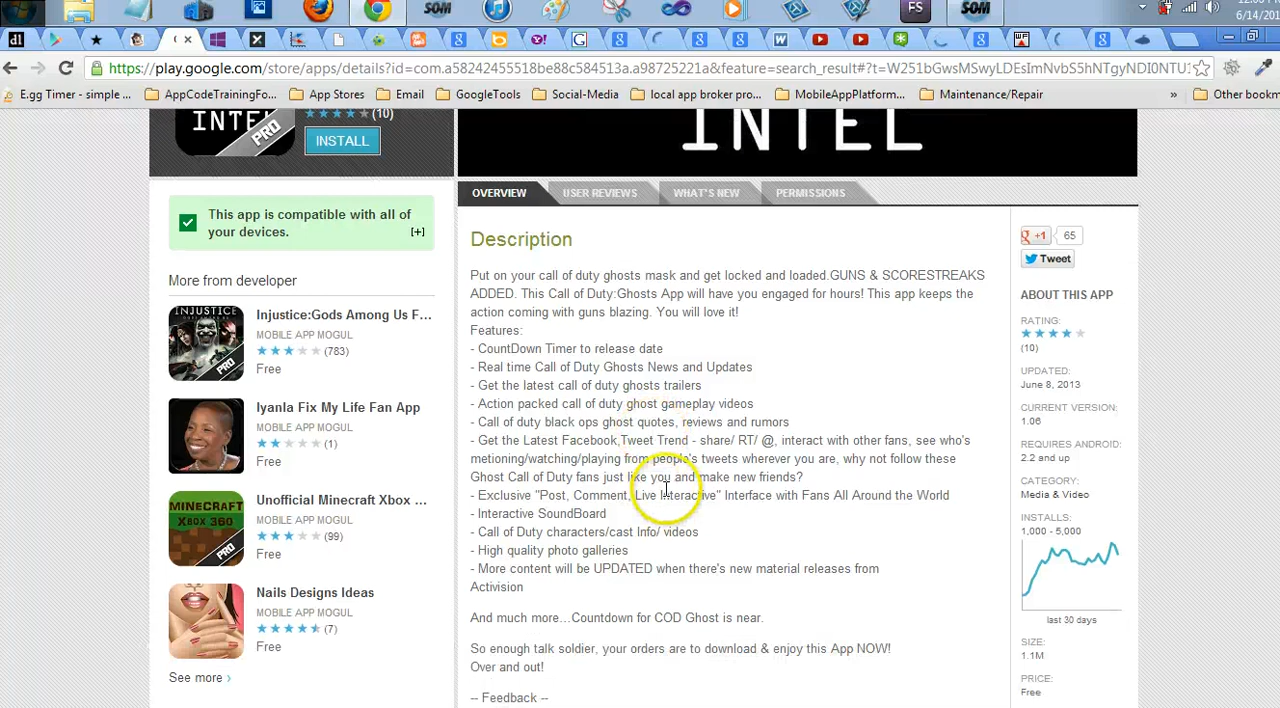 SOM
FS
SOM
6/14/20
https://play.google.com/store/apps/details?id=com.a58242455518be88c584513a.a98725221a&feature=search_result#?t=W251bGwsMSwyLDEsImNvbS5hNTgyNDI0NTU1
E.gg Timer - simple ...
AppCodeTrainingFo...
App Stores
Email
GoogleTools
Social-Media
local app broker pro...
MobileAppPlatform...
Maintenance/Repair
»
Other bookm
INTEL
PRO
(10)
INSTALL
INTEL
OVERVIEW
USER REVIEWS
WHAT'S NEW
PERMISSIONS
This app is compatible with all of
your devices. [+]
More from developer
INJUSTICE
PRO
Injustice:Gods Among Us F...
MOBILE APP MOGUL
(783)
Free
Iyanla Fix My Life Fan App
MOBILE APP MOGUL
(1)
Free
MINECRAFT
XBOX 360
PRO
Unofficial Minecraft Xbox ...
MOBILE APP MOGUL
(99)
Free
Nails Designs Ideas
MOBILE APP MOGUL
(7)
Free
See more ›
Description
Put on your call of duty ghosts mask and get locked and loaded.GUNS & SCORESTREAKS
ADDED. This Call of Duty:Ghosts App will have you engaged for hours! This app keeps the
action coming with guns blazing. You will love it!
Features:
- CountDown Timer to release date
- Real time Call of Duty Ghosts News and Updates
- Get the latest call of duty ghosts trailers
- Action packed call of duty ghost gameplay videos
- Call of duty black ops ghost quotes, reviews and rumors
- Get the Latest Facebook,Tweet Trend - share/ RT/ @, interact with other fans, see who's
metioning/watching/playing from people's tweets wherever you are, why not follow these
Ghost Call of Duty fans just like you and make new friends?
- Exclusive "Post, Comment, Live Interactive" Interface with Fans All Around the World
- Interactive SoundBoard
- Call of Duty characters/cast Info/ videos
- High quality photo galleries
- More content will be UPDATED when there's new material releases from
Activision
And much more...Countdown for COD Ghost is near.
So enough talk soldier, your orders are to download & enjoy this App NOW!
Over and out!
-- Feedback --
+1 65
Tweet
ABOUT THIS APP
RATING:
(10)
UPDATED:
June 8, 2013
CURRENT VERSION:
1.06
REQUIRES ANDROID:
2.2 and up
CATEGORY:
Media & Video
INSTALLS:
1,000 - 5,000
last 30 days
SIZE:
1.1M
PRICE:
Free